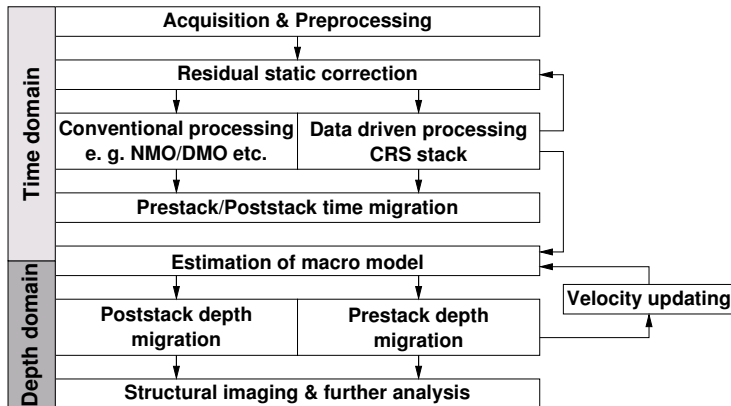 Time domain
Acquisition & Preprocessing
Residual static correction
Conventional processing
e. g. NMO/DMO etc.
Data driven processing
CRS stack
Prestack/Poststack time migration
Depth domain
Estimation of macro model
Poststack depth
migration
Prestack depth
migration
Velocity updating
Structural imaging & further analysis